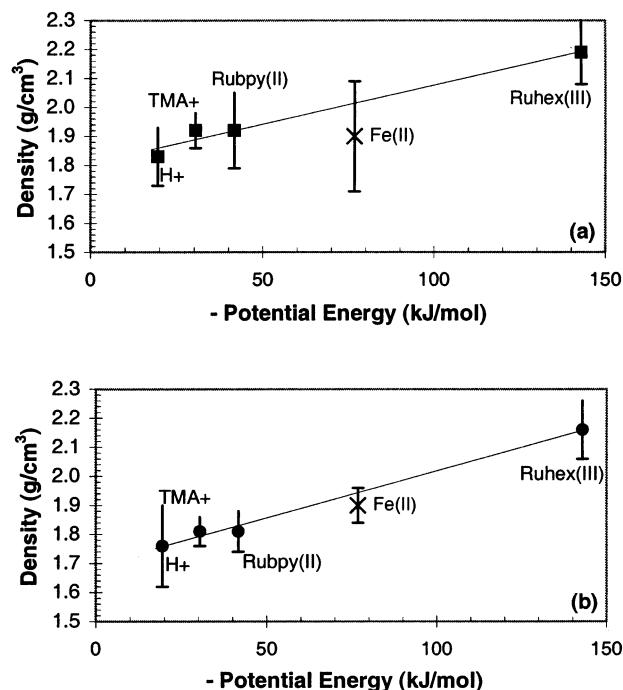 2.3
2.2
2.1
2.0
1.9
1.8
1.7
1.6
1.5
Density (g/cm³)
TMA+
Rubpy(II)
H+
Fe(II)
Ruhex(III)
(a)
0 50 100 150
- Potential Energy (kJ/mol)
2.3
2.2
2.1
2.0
1.9
1.8
1.7
1.6
1.5
Density (g/cm³)
TMA+
H+
Rubpy(II)
Fe(II)
Ruhex(III)
(b)
0 50 100 150
- Potential Energy (kJ/mol)